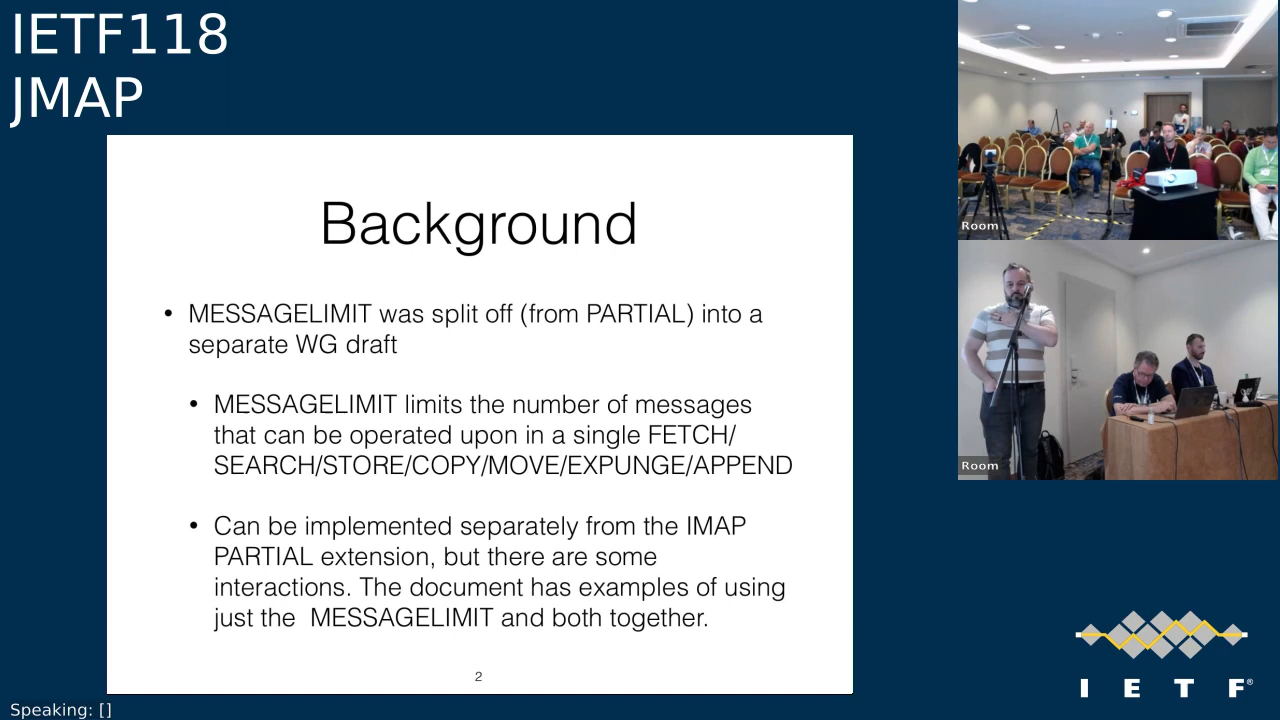 IETF118
JMAP
Background
• MESSAGELIMIT was split off (from PARTIAL) into a
separate WG draft
• MESSAGELIMIT limits the number of messages
that can be operated upon in a single FETCH/
SEARCH/STORE/COPY/MOVE/EXPUNGE/APPEND
• Can be implemented separately from the IMAP
PARTIAL extension, but there are some
interactions. The document has examples of using
just the  MESSAGELIMIT and both together.
2
Room
Room
I E T F®
Speaking: []